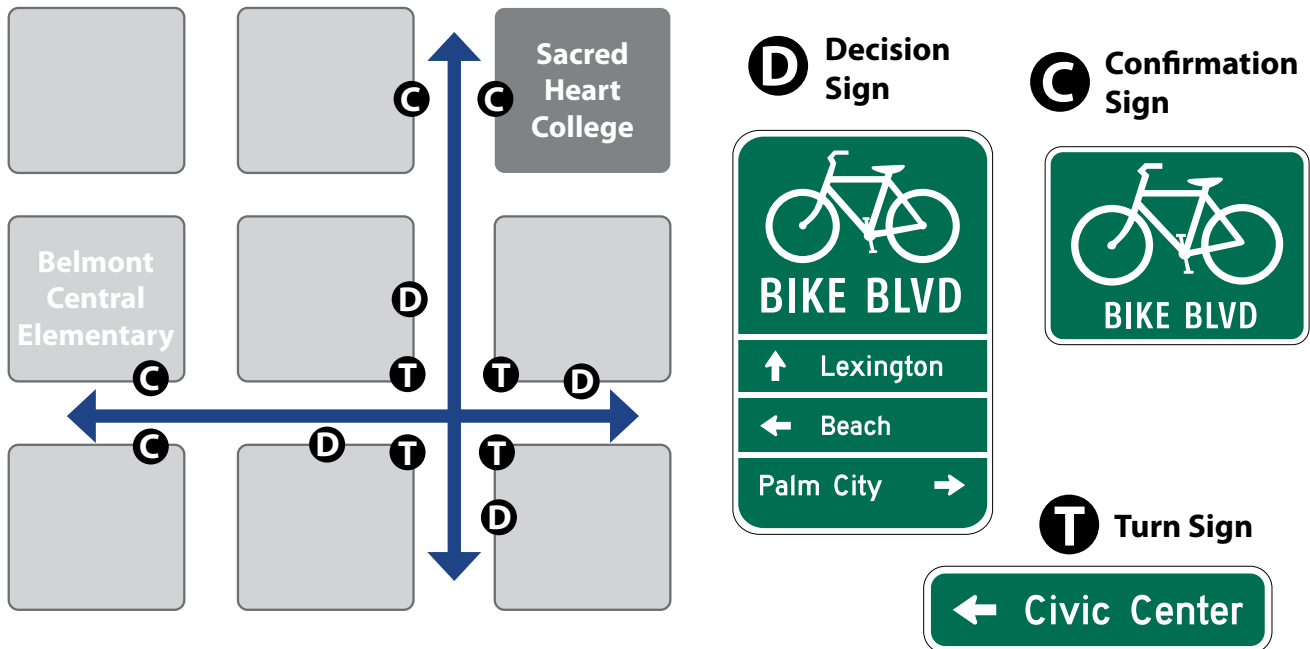 Sacred
Heart
College
C
C
Belmont
Central
Elementary
D
T
T
D
C
C
D
T
T
D
D
Decision
Sign
BIKE BLVD
Lexington
Beach
Palm City
C
Confirmation
Sign
BIKE BLVD
T
Turn Sign
Civic Center